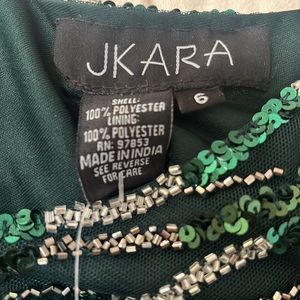 JKARA
6
SHELL:
100% POLYESTER
LINING:
100% POLYESTER
RN: 97853
MADE IN INDIA
SEE REVERSE
FOR CARE